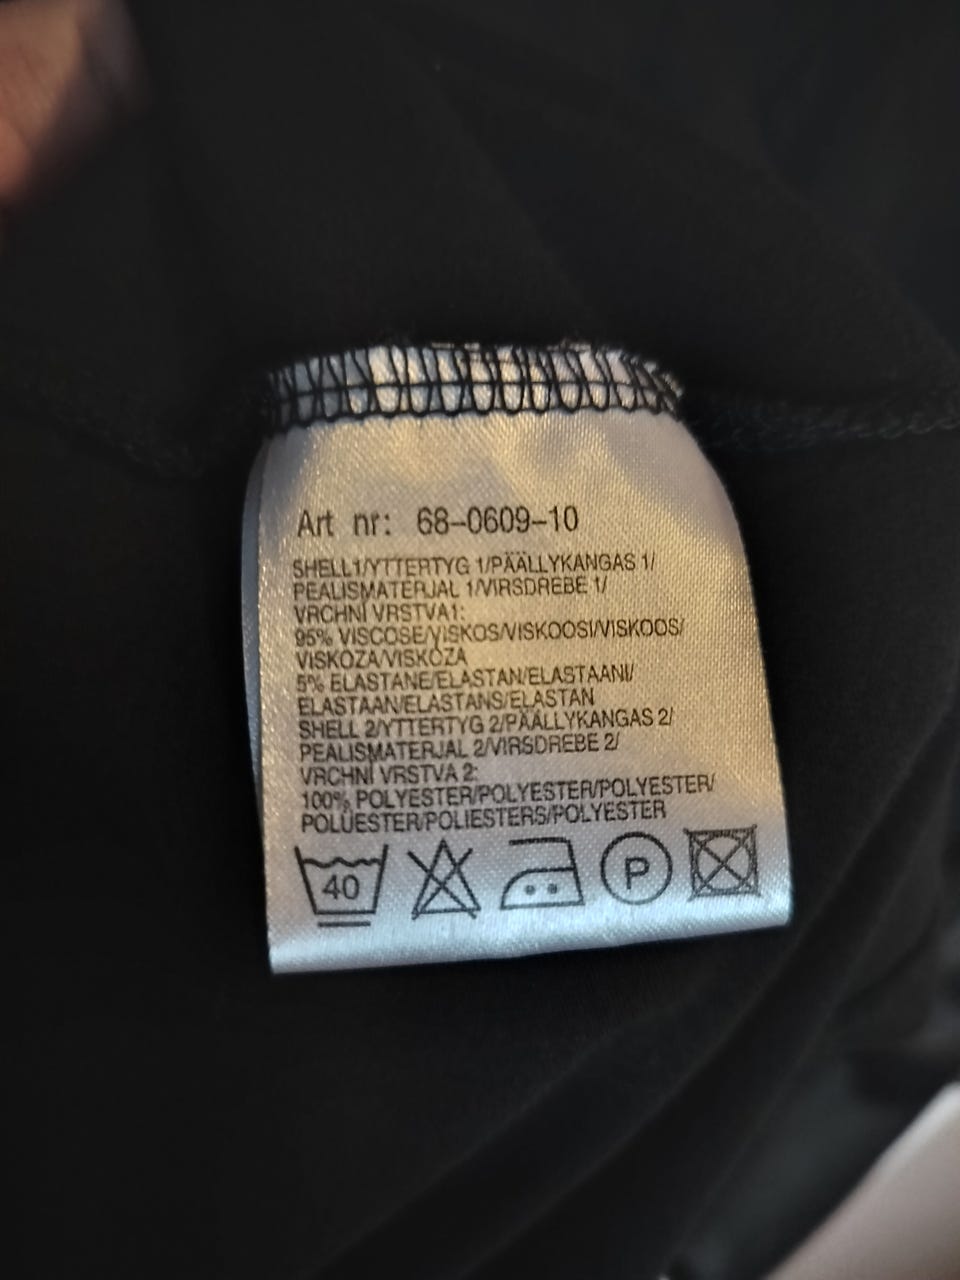 Art nr: 68-0609-10
SHELL1/YTTERTYG 1/PÄÄLLYKANGAS 1/
PEALISMATERJAL 1/VIRSDREBE 1/
VRCHNÍ VRSTVA1:
95% VISCOSE/VISKOS/VISKOOSI/VISKOOS/
VISKOZA/VISKÓZA
5% ELASTANE/ELASTAN/ELASTAANI/
ELASTAAN/ELASTANS/ELASTAN
SHELL 2/YTTERTYG 2/PÄÄLLYKANGAS 2/
PEALISMATERJAL 2/VIRSDREBE 2/
VRCHNÍ VRSTVA 2:
100% POLYESTER/POLYESTER/POLYESTER/
POLUESTER/POLIESTERS/POLYESTER
40 P